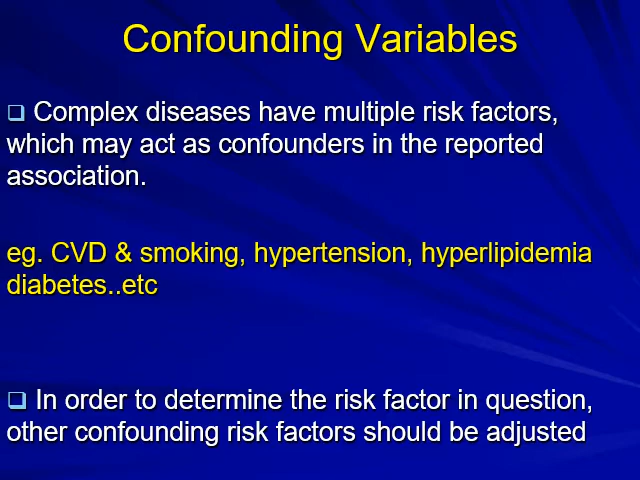 Confounding Variables
❑ Complex diseases have multiple risk factors,
which may act as confounders in the reported
association.
eg. CVD & smoking, hypertension, hyperlipidemia
diabetes..etc
❑ In order to determine the risk factor in question,
other confounding risk factors should be adjusted